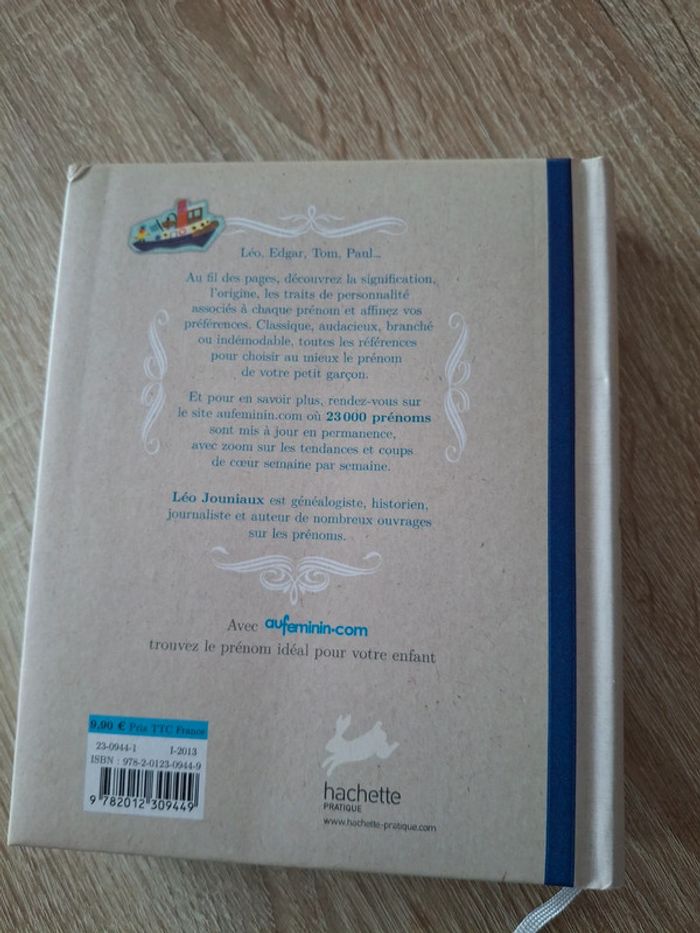 Léo, Edgar, Tom, Paul...
Au fil des pages, découvrez la signification,
l'origine, les traits de personnalité
associés à chaque prénom et affinez vos
préférences. Classique, audacieux, branché
ou indémodable, toutes les références
pour choisir au mieux le prénom
de votre petit garçon.
Et pour en savoir plus, rendez-vous sur
le site aufeminin.com où 23 000 prénoms
sont mis à jour en permanence,
avec zoom sur les tendances et coups
de cœur semaine par semaine.
Léo Jouniaux est généalogiste, historien,
journaliste et auteur de nombreux ouvrages
sur les prénoms.
Avec aufeminin.com
trouvez le prénom idéal pour votre enfant
9,90 € Prix TTC France
23-0944-1 I-2013
ISBN : 978-2-0123-0944-9
9 782012 309449
hachette
PRATIQUE
www.hachette-pratique.com